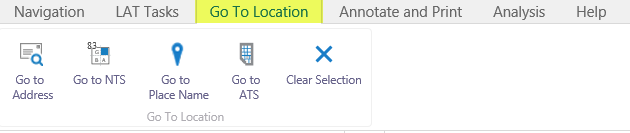 Navigation LAT Tasks Go To Location Annotate and Print Analysis Help
83
G
B A
Go to Address
Go to NTS
Go to Place Name
Go to ATS
Clear Selection
Go To Location